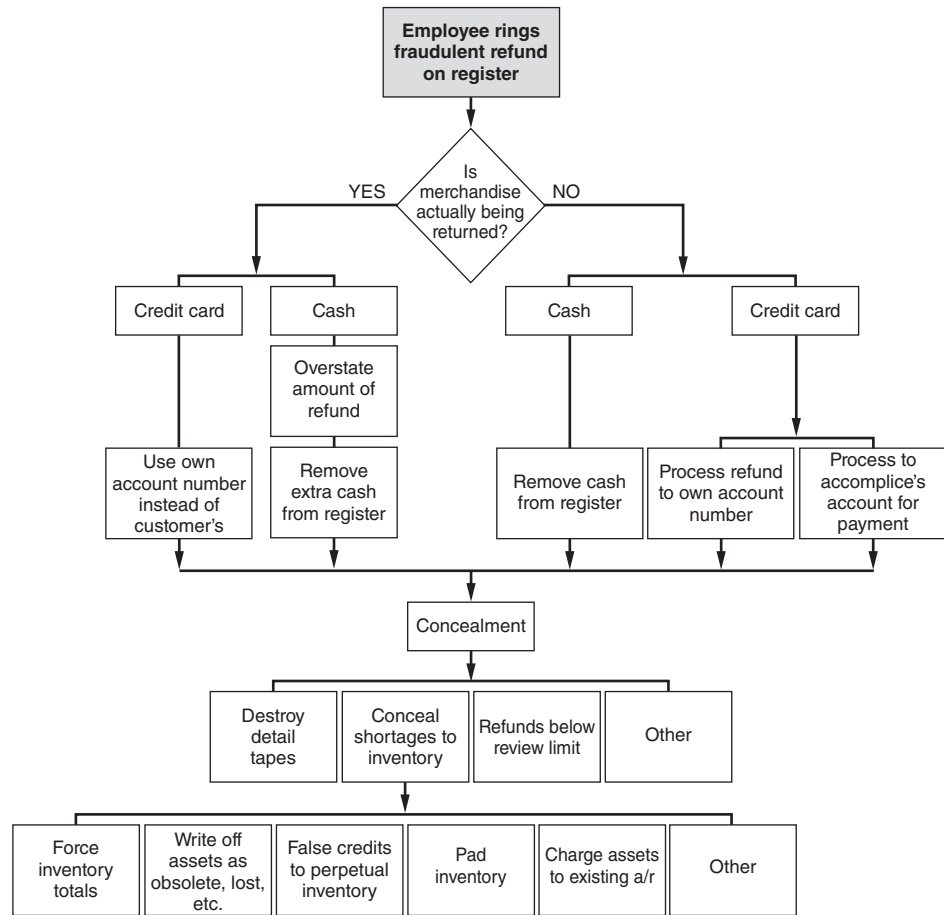 Employee rings
fraudulent refund
on register
Is
merchandise
actually being
returned?
YES
NO
Credit card
Cash
Cash
Credit card
Overstate
amount of
refund
Use own
account number
instead of
customer’s
Remove
extra cash
from register
Remove cash
from register
Process refund
to own account
number
Process to
accomplice’s
account for
payment
Concealment
Destroy
detail
tapes
Conceal
shortages to
inventory
Refunds below
review limit
Other
Force
inventory
totals
Write off
assets as
obsolete, lost,
etc.
False credits
to perpetual
inventory
Pad
inventory
Charge assets
to existing a/r
Other